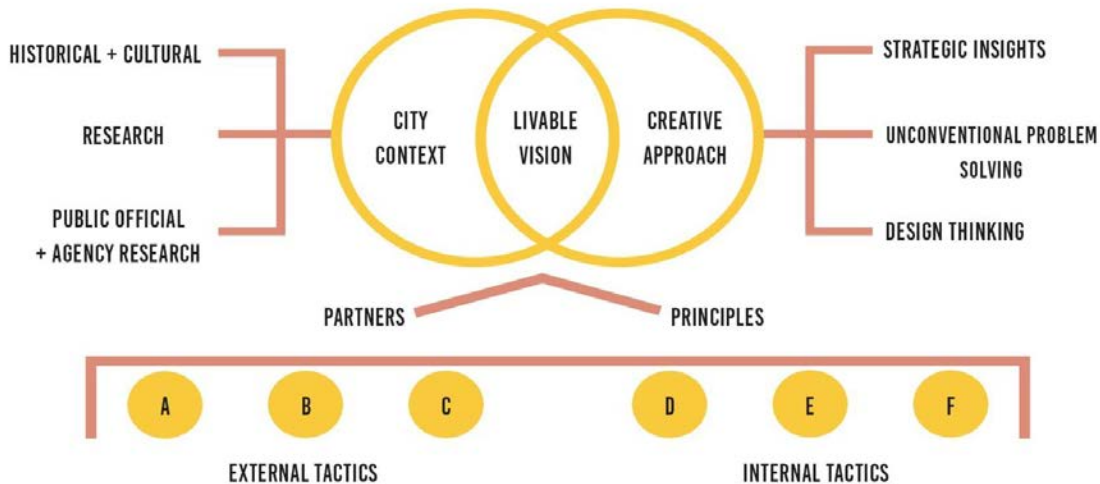 HISTORICAL + CULTURAL
RESEARCH
PUBLIC OFFICIAL
+ AGENCY RESEARCH
CITY
CONTEXT
LIVABLE
VISION
CREATIVE
APPROACH
STRATEGIC INSIGHTS
UNCONVENTIONAL PROBLEM
SOLVING
DESIGN THINKING
PARTNERS
PRINCIPLES
A
B
C
D
E
F
EXTERNAL TACTICS
INTERNAL TACTICS